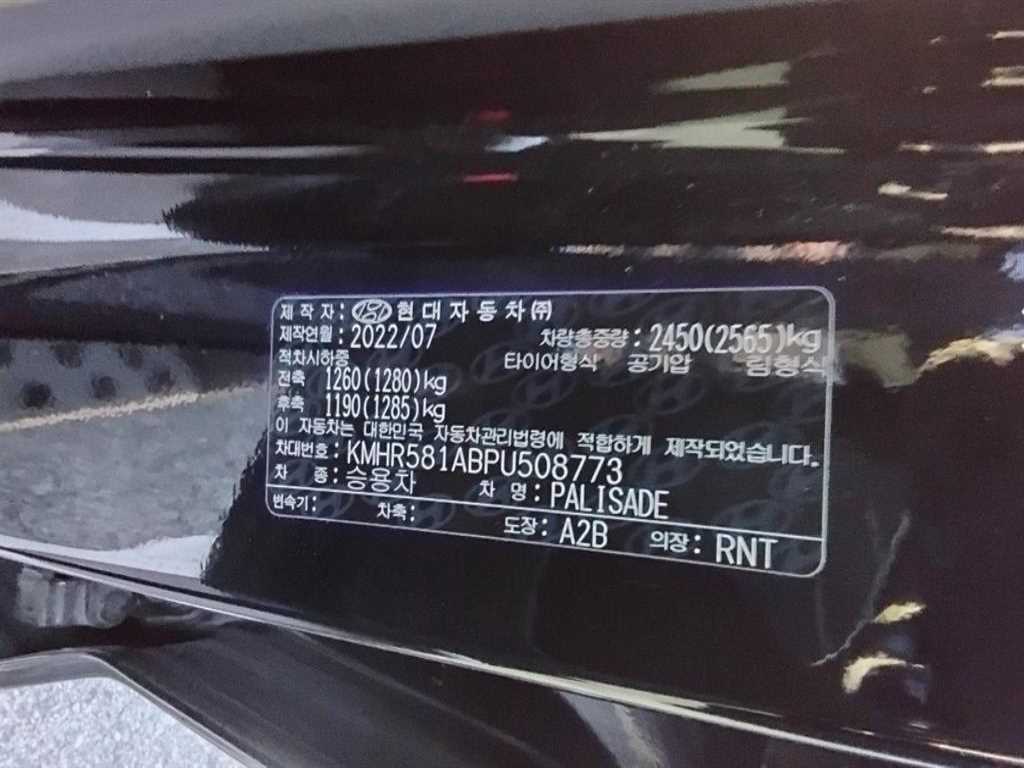 제 작 자 : 현대자동차㈜
제작연월 : 2022/07 차량총중량 : 2450(2565)kg
적차시하중 타이어형식 공기압 림형식
전축 1260(1280)kg
후축 1190(1285)kg
이 자동차는 대한민국 자동차관리법령에 적합하게 제작되었습니다.
차대번호 : KMHR581ABPU508773
차 종 : 승용차 차 명 : PALISADE
변속기 : 차축 : 도장 : A2B 의장 : RNT